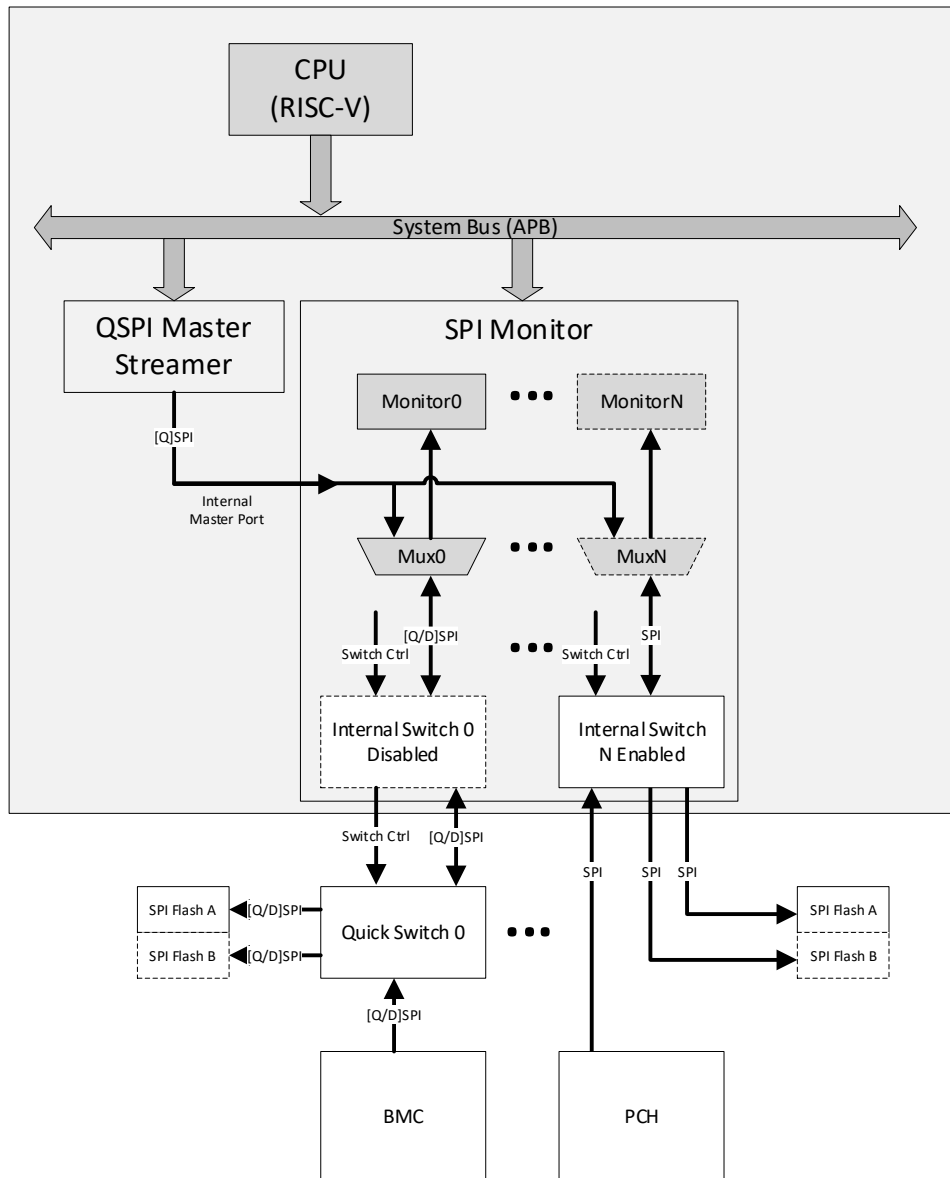 CPU
(RISC-V)
System Bus (APB)
QSPI Master
Streamer
SPI Monitor
Monitor0
MonitorN
[Q]SPI
Internal
Master Port
Mux0
MuxN
Switch Ctrl
[Q/D]SPI
Switch Ctrl
SPI
Internal Switch 0
Disabled
Internal Switch
N Enabled
Switch Ctrl
[Q/D]SPI
SPI
SPI
SPI
SPI Flash A
[Q/D]SPI
SPI Flash B
[Q/D]SPI
Quick Switch 0
SPI Flash A
SPI Flash B
[Q/D]SPI
BMC
PCH